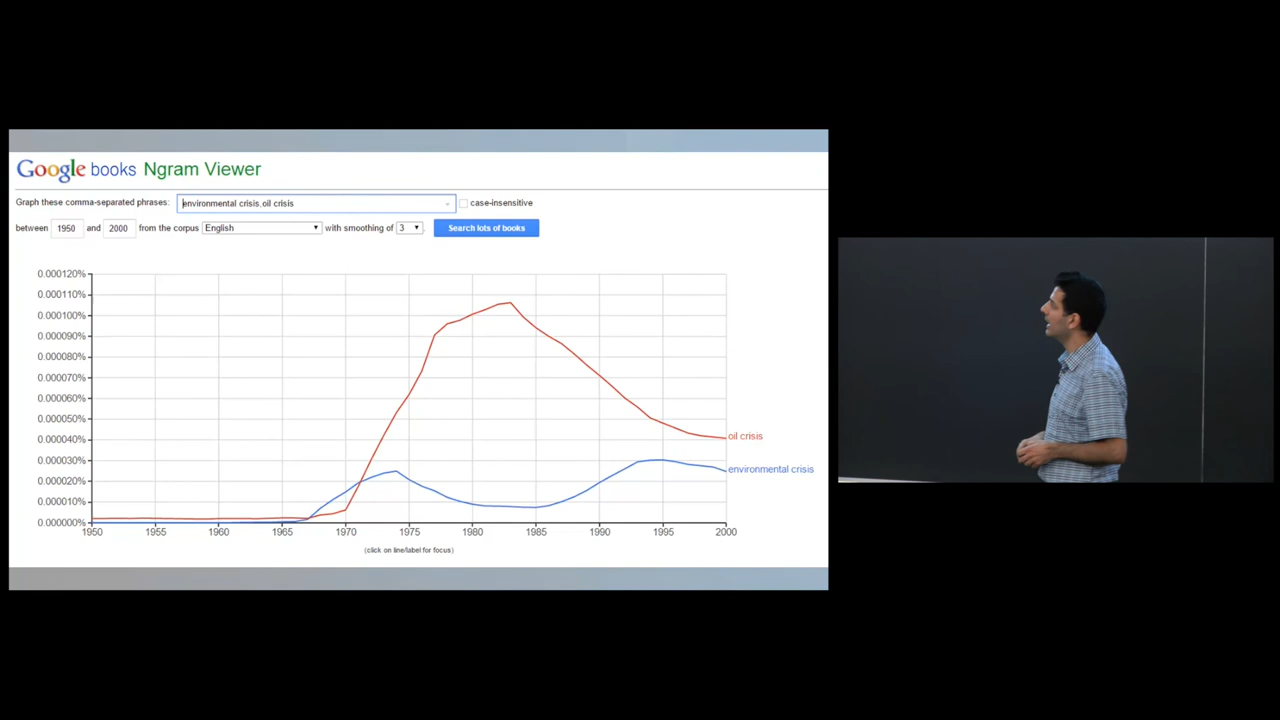 Google books Ngram Viewer
Graph these comma-separated phrases: environmental crisis,oil crisis case-insensitive
between 1950 and 2000 from the corpus English with smoothing of 3 . Search lots of books
0.000120%
0.000110%
0.000100%
0.000090%
0.000080%
0.000070%
0.000060%
0.000050%
0.000040%
0.000030%
0.000020%
0.000010%
0.000000%
oil crisis
environmental crisis
1950 1955 1960 1965 1970 1975 1980 1985 1990 1995 2000
(click on line/label for focus)